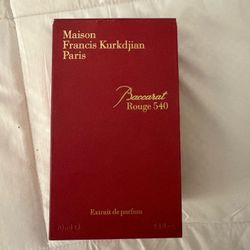 Maison
Francis Kurkdjian
Paris
Baccarat
Rouge 540
Extrait de parfum